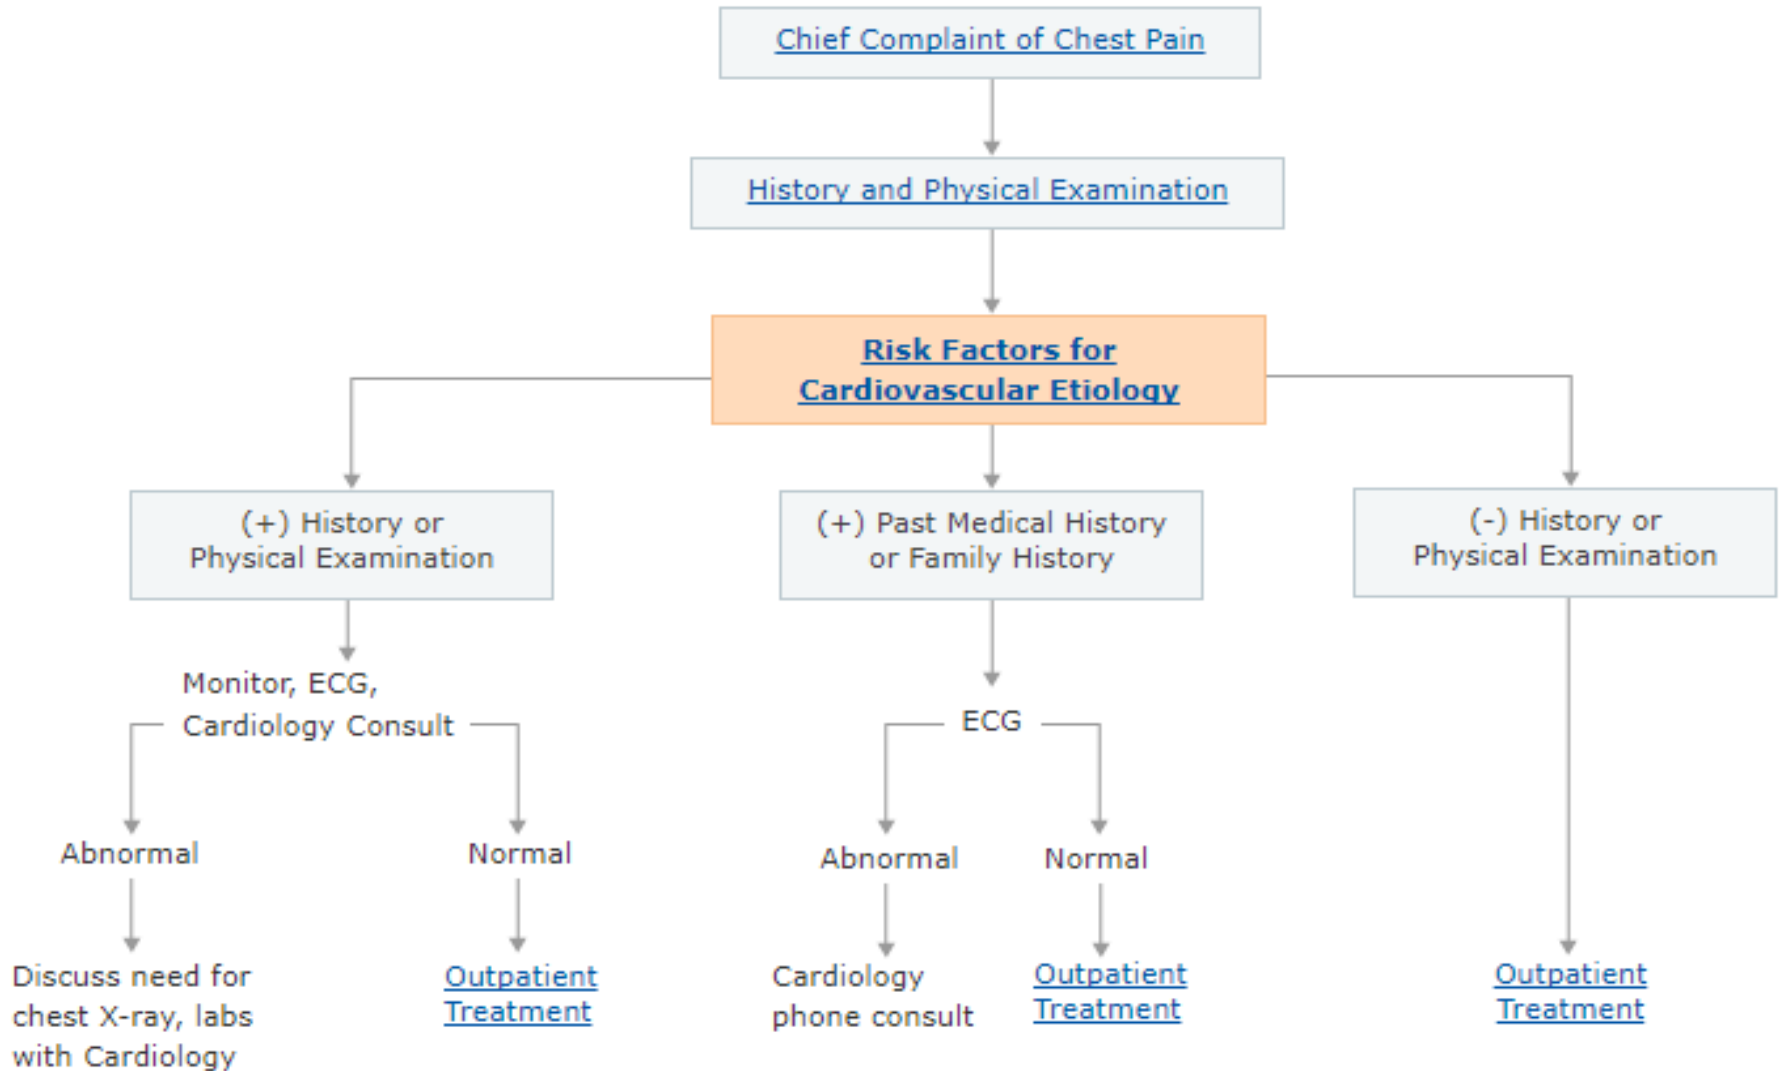 Chief Complaint of Chest Pain
History and Physical Examination
Risk Factors for
Cardiovascular Etiology
(+) History or
Physical Examination
(+) Past Medical History
or Family History
(-) History or
Physical Examination
Monitor, ECG,
Cardiology Consult
ECG
Abnormal
Normal
Abnormal
Normal
Discuss need for
chest X-ray, labs
with Cardiology
Outpatient
Treatment
Cardiology
phone consult
Outpatient
Treatment
Outpatient
Treatment